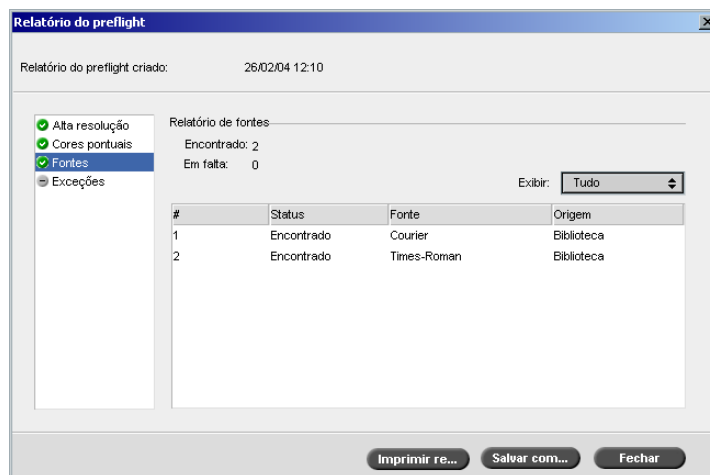 Relatório do preflight
Relatório do preflight criado: 26/02/04 12:10
Alta resolução
Cores pontuais
Fontes
Exceções
Relatório de fontes
Encontrado: 2
Em falta: 0
Exibir: Tudo
# Status Fonte Origem
1 Encontrado Courier Biblioteca
2 Encontrado Times-Roman Biblioteca
Imprimir re... Salvar com... Fechar